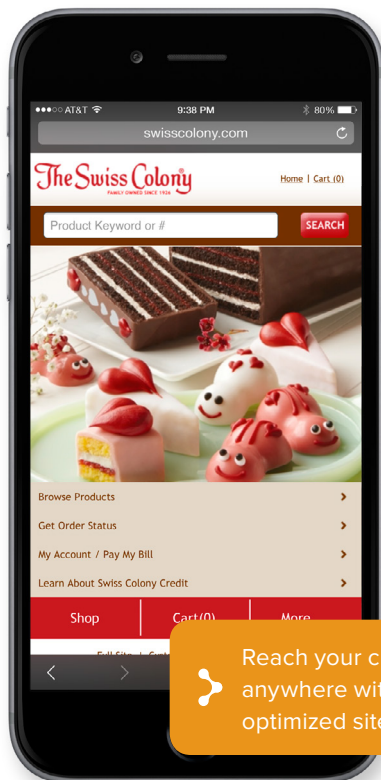 AT&T 9:38 PM 80%
swisscolony.com
The Swiss Colony
FAMILY OWNED SINCE 1926
Home | Cart (0)
Product Keyword or # SEARCH
Browse Products
Get Order Status
My Account / Pay My Bill
Learn About Swiss Colony Credit
Shop Cart(0) More
Full Site |
Reach your
anywhere
optimized site